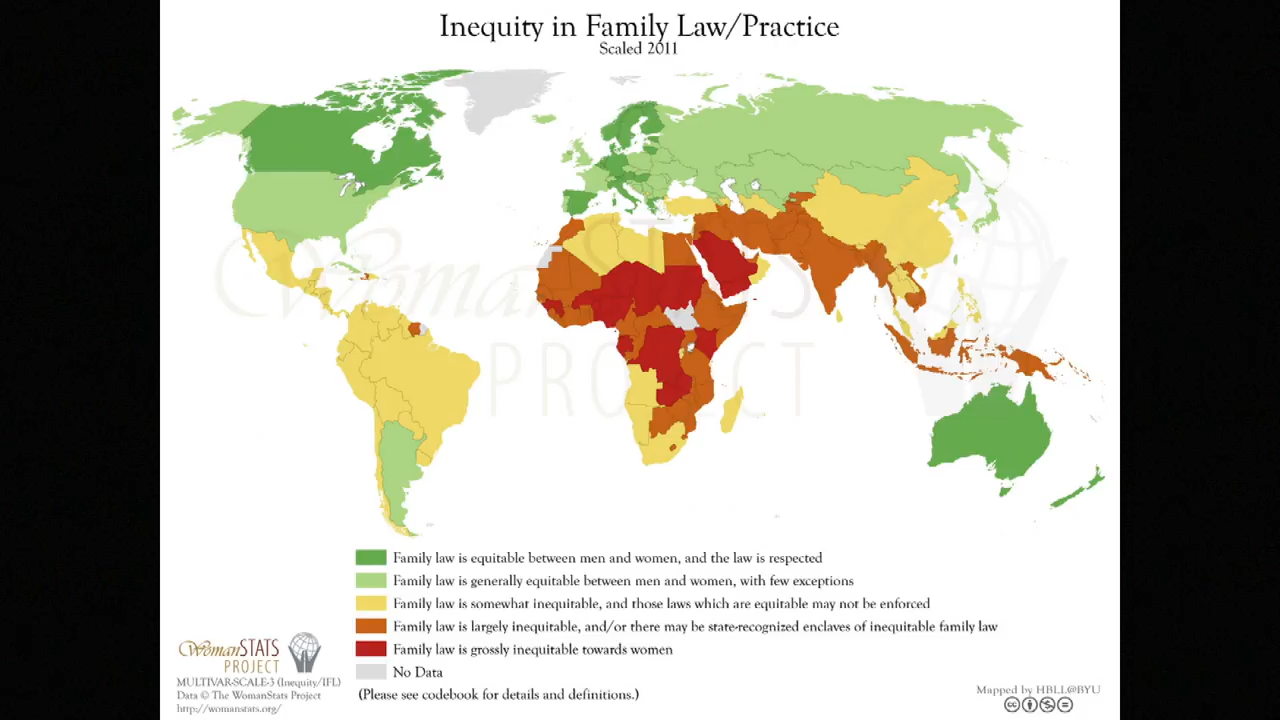 Inequity in Family Law/Practice
Scaled 2011
WomanSTATS
PROJECT
Family law is equitable between men and women, and the law is respected
Family law is generally equitable between men and women, with few exceptions
Family law is somewhat inequitable, and those laws which are equitable may not be enforced
Family law is largely inequitable, and/or there may be state-recognized enclaves of inequitable family law
Family law is grossly inequitable towards women
No Data
(Please see codebook for details and definitions.)
WomanSTATS
PROJECT
MULTIVAR-SCALE-3 (Inequity/IFL)
Data © The WomanStats Project
http://womanstats.org/
Mapped by HBLL@BYU